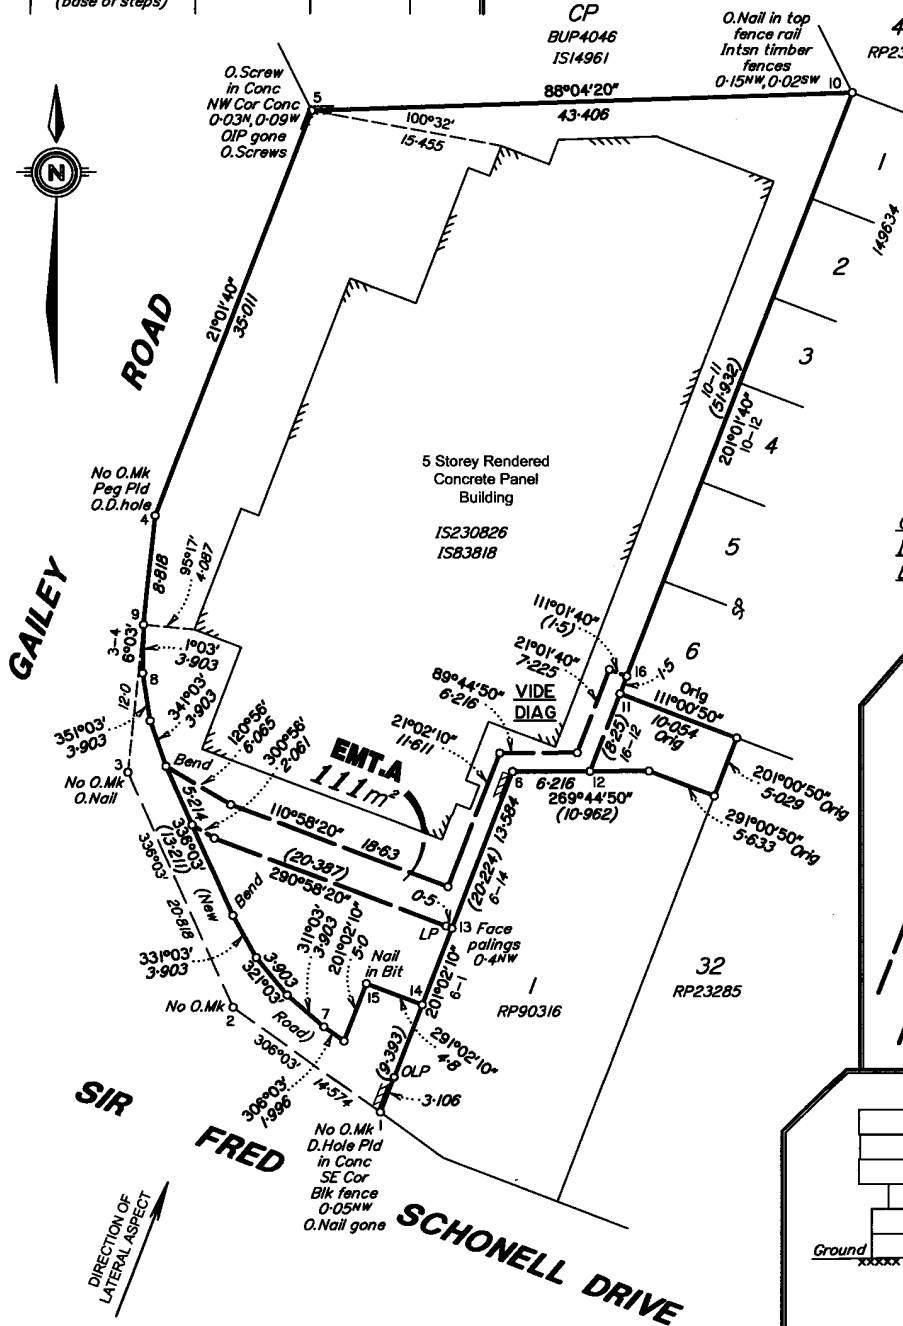 (base of steps)
CP
BUP4046
IS14961
O.Nail in top
fence rail
Intsn timber
fences
0·15NW,0·02SW
RP23
O.Screw
in Conc
NW Cor Conc
0·03N,0·09W
OIP gone
O.Screws
5
88°04'20"
43·406
10
100°32'
15·455
N
1
149634
2
3
4
5
SP
6
21°01'40"
35·011
ROAD
10–11
(51·932)
201°01'40"
10–12
5 Storey Rendered
Concrete Panel
Building
IS230826
IS83818
No O.Mk
Peg Pld
O.D.hole
4
8·818
95°17'
4·087
GAILEY
9
3–4
6°03'
1°03'
3·903
8
12·0
341°03'
3·903
351°03'
3·903
3
No O.Mk
O.Nail
Bend
120°56'
6·065
300°56'
2·061
111°01'40"
(1·5)
21°01'40"
7·225
89°44'50"
6·216
VIDE
DIAG
21°02'10"
11·611
16
1·5
11
Orig
111°00'50"
10·054
Orig
(8·25)
16–12
EMT.A
111m²
6
6·216
12
269°44'50"
(10·962)
201°00'50"
5·029 Orig
291°00'50"
5·633 Orig
5·214
336°03'
(13·211)
(New
110°58'20"
18·63
(20·387)
290°58'20"
13·584
(20·224)
6–14
0·5
LP
13 Face
palings
0·4NW
336°03'
20·818
Bend
331°03'
3·903
311°03'
3·903
201°02'10"
5·0
Nail
in Bit
15
14
201°02'10"
6–1
1
RP90316
32
RP23285
3·903
321°03'
Road)
7
No O.Mk
2
291°02'10"
4·8
(9·393)
OLP
3·106
306°03'
14·574
306°03'
1·996
1
No O.Mk
D.Hole Pld
in Conc
SE Cor
Blk fence
0·05NW
O.Nail gone
SIR
FRED
SCHONELL DRIVE
DIRECTION OF
LATERAL ASPECT
Ground